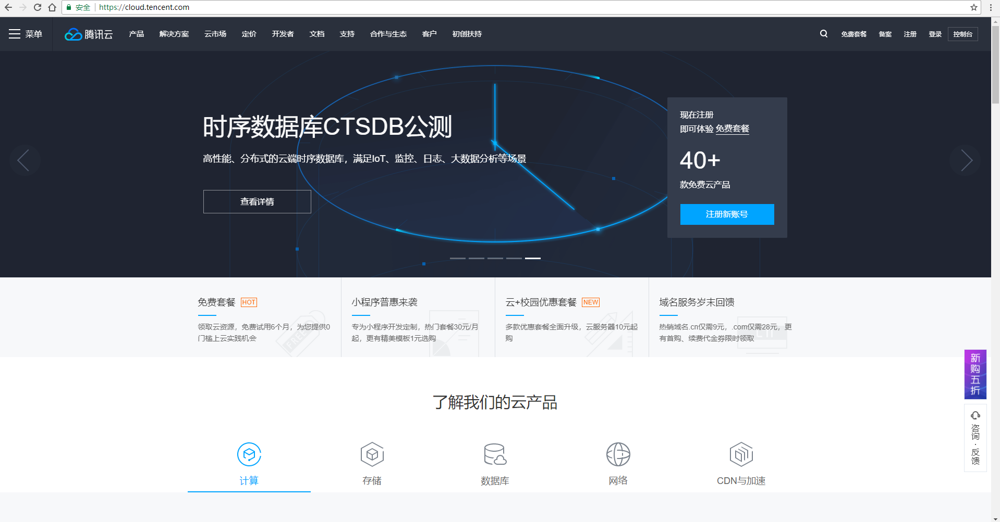 安全 https://cloud.tencent.com
菜单 腾讯云 产品 解决方案 云市场 定价 开发者 文档 支持 合作与生态 客户 初创扶持 免费套餐 备案 注册 登录 控制台
时序数据库CTSDB公测
高性能、分布式的云端时序数据库，满足IoT、监控、日志、大数据分析等场景
查看详情
现在注册
即可体验 免费套餐
40+
款免费云产品
注册新账号
免费套餐 HOT
领取云资源，免费试用6个月，为您提供0
门槛上云实践机会
FREE
小程序普惠来袭
专为小程序开发定制，热门套餐30元/月
起，更有精美模板1元选购
云+校园优惠套餐 NEW
多款优惠套餐全面升级，云服务器10元起
购
域名服务岁末回馈
热销域名.cn仅需9元，.com仅需28元，更
有首购、续费代金券限时领取
新购五折
咨询·反馈
了解我们的云产品
计算 存储 数据库 网络 CDN与加速